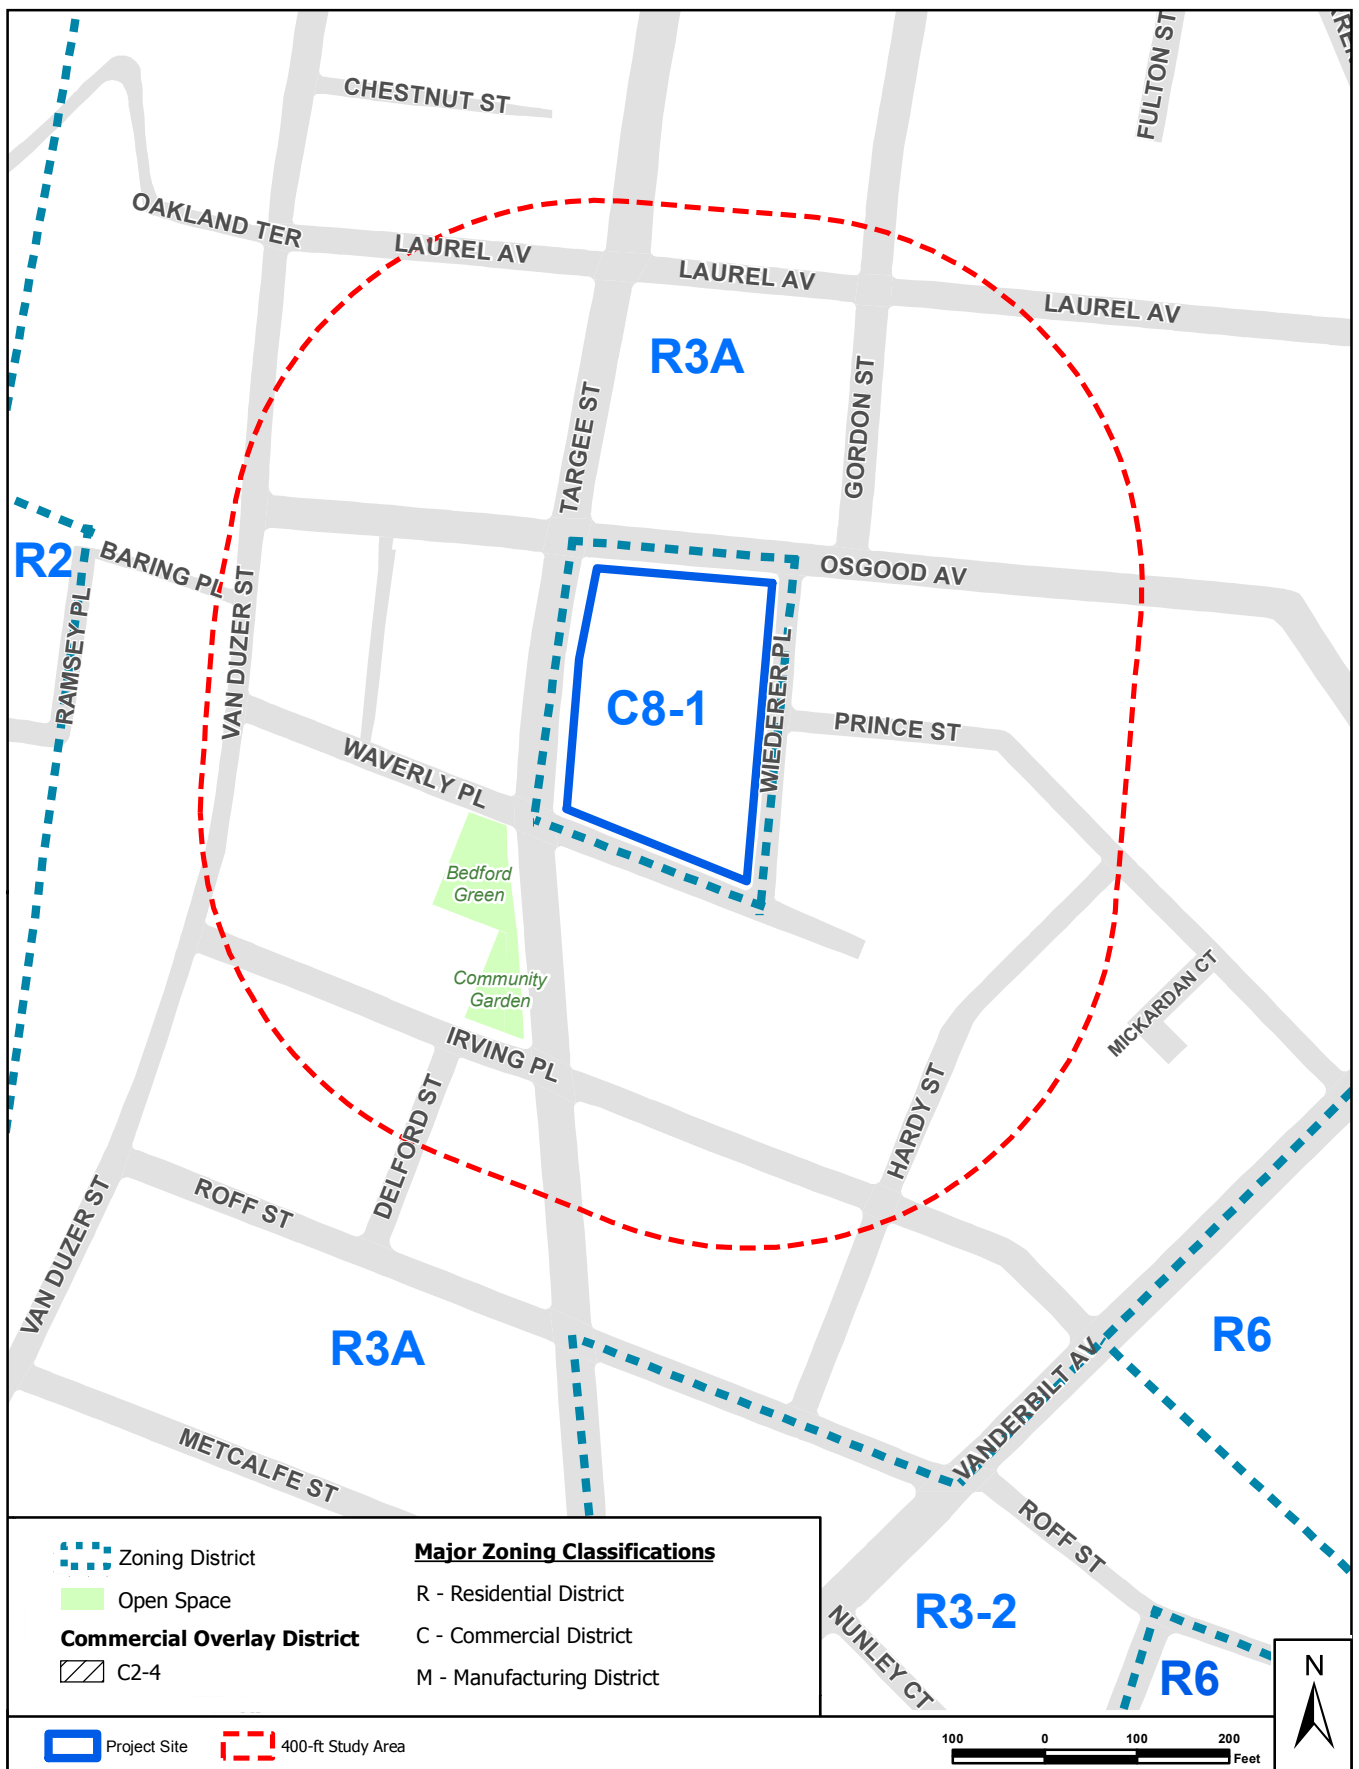 FULTON ST
CHESTNUT ST
OAKLAND TER
LAUREL AV
LAUREL AV
LAUREL AV
R3A
TARGEE ST
GORDON ST
R2
BARING PL
OSGOOD AV
RAMSEY PL
VAN DUZER ST
WIEDERER PL
C8-1
PRINCE ST
WAVERLY PL
Bedford
Green
Community
Garden
MICKARDAN CT
IRVING PL
HARDY ST
DELFORD ST
ROFF ST
VAN DUZER ST
R3A
R6
VANDERBILT AV
METCALFE ST
ROFF ST
R3-2
NUNLEY CT
R6
Zoning District
Open Space
Commercial Overlay District
C2-4
Major Zoning Classifications
R - Residential District
C - Commercial District
M - Manufacturing District
N
Project Site
400-ft Study Area
100 0 100 200
Feet